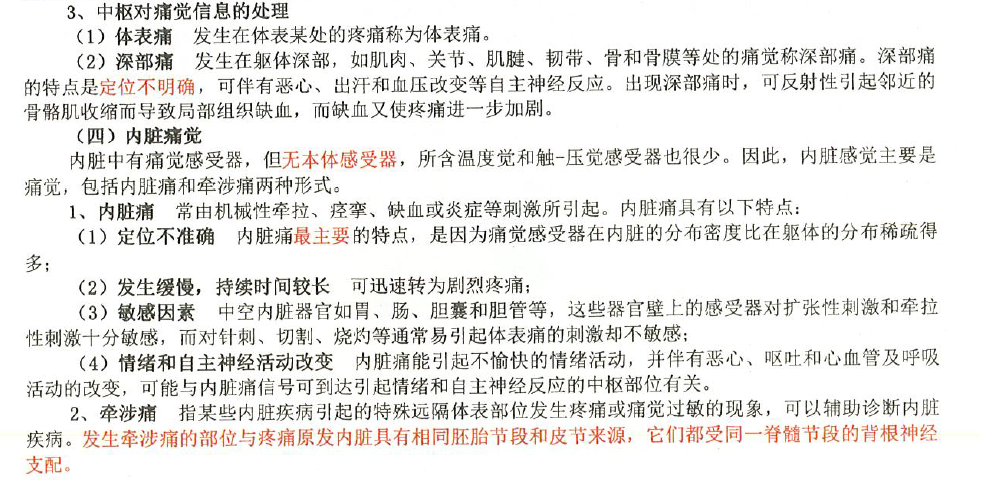 3、中枢对痛觉信息的处理
（1）体表痛 发生在体表某处的疼痛称为体表痛。
（2）深部痛 发生在躯体深部，如肌肉、关节、肌腱、韧带、骨和骨膜等处的痛觉称深部痛。深部痛
的特点是定位不明确，可伴有恶心、出汗和血压改变等自主神经反应。出现深部痛时，可反射性引起邻近的
骨骼肌收缩而导致局部组织缺血，而缺血又使疼痛进一步加剧。
（四）内脏痛觉
内脏中有痛觉感受器，但无本体感受器，所含温度觉和触-压觉感受器也很少。因此，内脏感觉主要是
痛觉，包括内脏痛和牵涉痛两种形式。
1、内脏痛 常由机械性牵拉、痉挛、缺血或炎症等刺激所引起。内脏痛具有以下特点：
（1）定位不准确 内脏痛最主要的特点，是因为痛觉感受器在内脏的分布密度比在躯体的分布稀疏得
多；
（2）发生缓慢，持续时间较长 可迅速转为剧烈疼痛；
（3）敏感因素 中空内脏器官如胃、肠、胆囊和胆管等，这些器官壁上的感受器对扩张性刺激和牵拉
性刺激十分敏感，而对针刺、切割、烧灼等通常易引起体表痛的刺激却不敏感；
（4）情绪和自主神经活动改变 内脏痛能引起不愉快的情绪活动，并伴有恶心、呕吐和心血管及呼吸
活动的改变，可能与内脏痛信号可到达引起情绪和自主神经反应的中枢部位有关。
2、牵涉痛 指某些内脏疾病引起的特殊远隔体表部位发生疼痛或痛觉过敏的现象，可以辅助诊断内脏
疾病。发生牵涉痛的部位与疼痛原发内脏具有相同胚胎节段和皮节来源，它们都受同一脊髓节段的背根神经
支配。